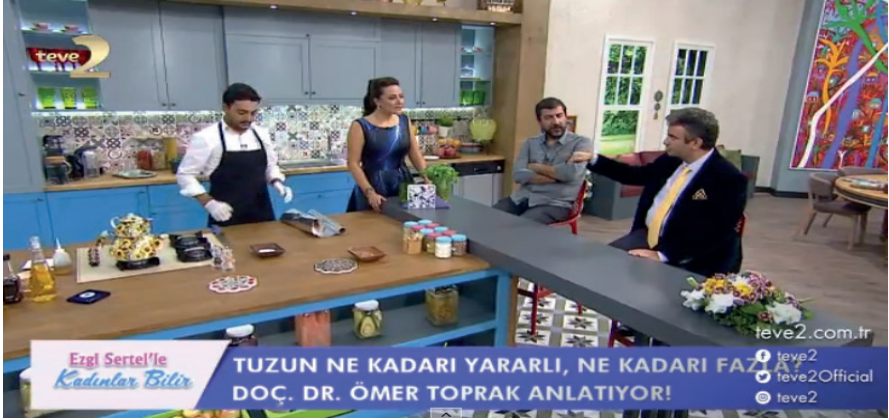 teve2
teve2.com.tr
teve2
teve2Official
teve2
Ezgi Sertel'le
Kadınlar Bilir
TUZUN NE KADARI YARARLI, NE KADARI FAZLA?
DOÇ. DR. ÖMER TOPRAK ANLATIYOR!